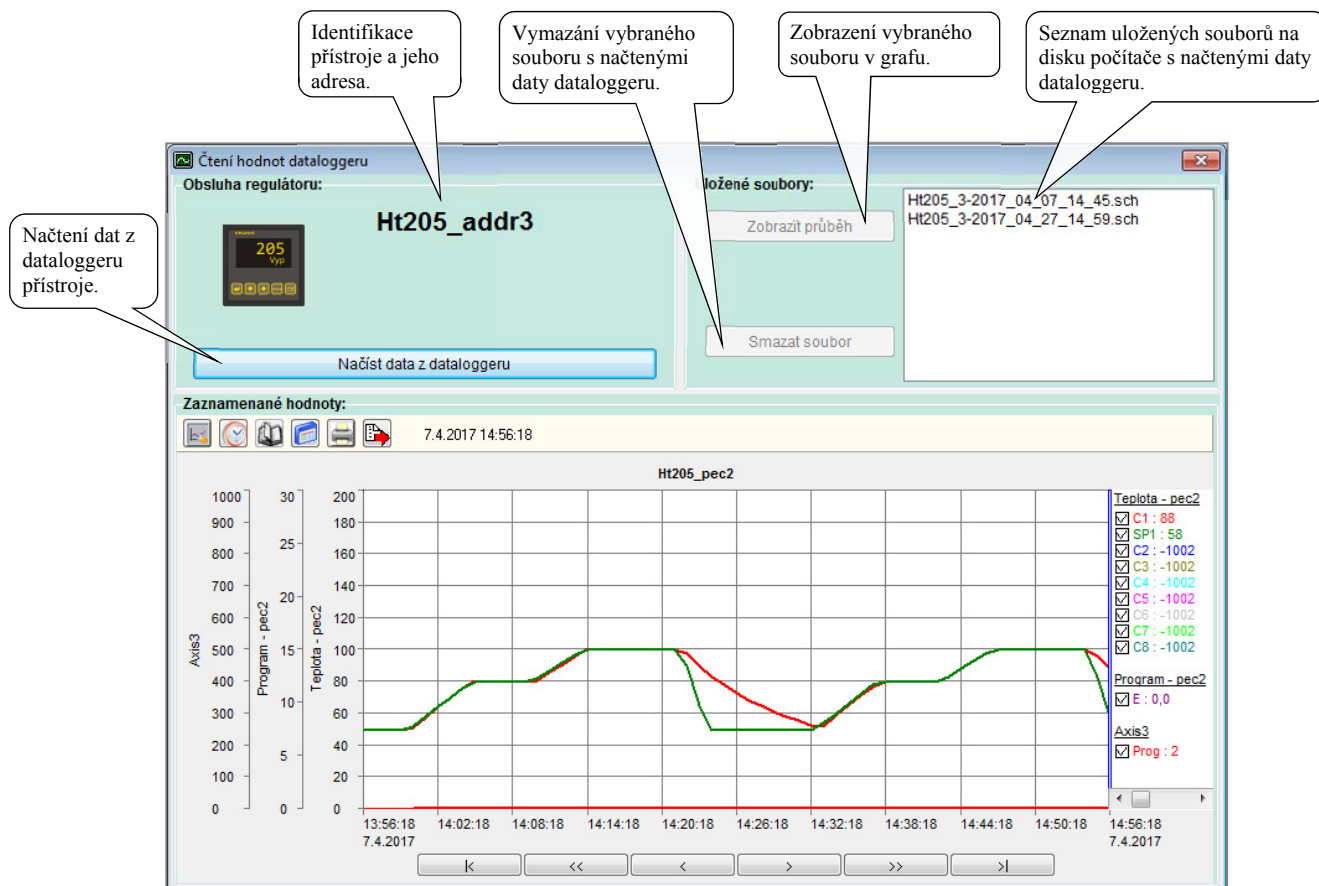 Identifikace
přístroje a jeho
adresa.
Vymazání vybraného
souboru s načtenými
daty dataloggeru.
Zobrazení vybraného
souboru v grafu.
Seznam uložených souborů na
disku počítače s načtenými daty
dataloggeru.
Načtení dat z
dataloggeru
přístroje.
Čtení hodnot dataloggeru
Obsluha regulátoru:
Ht205_addr3
205
Vyp
Načíst data z dataloggeru
Uložené soubory:
Zobrazit průběh
Smazat soubor
Ht205_3-2017_04_07_14_45.sch
Ht205_3-2017_04_27_14_59.sch
Zaznamenané hodnoty:
7.4.2017 14:56:18
Ht205_pec2
Axis3
1000
900
800
700
600
500
400
300
200
100
0
Program - pec2
30
25
20
15
10
5
0
Teplota - pec2
200
180
160
140
120
100
80
60
40
20
0
13:56:18 14:02:18 14:08:18 14:14:18 14:20:18 14:26:18 14:32:18 14:38:18 14:44:18 14:50:18 14:56:18
7.4.2017 7.4.2017
Teplota - pec2
C1 : 88
SP1 : 58
C2 : -1002
C3 : -1002
C4 : -1002
C5 : -1002
C6 : -1002
C7 : -1002
C8 : -1002
Program - pec2
E : 0,0
Axis3
Prog : 2
|< << < > >> >|